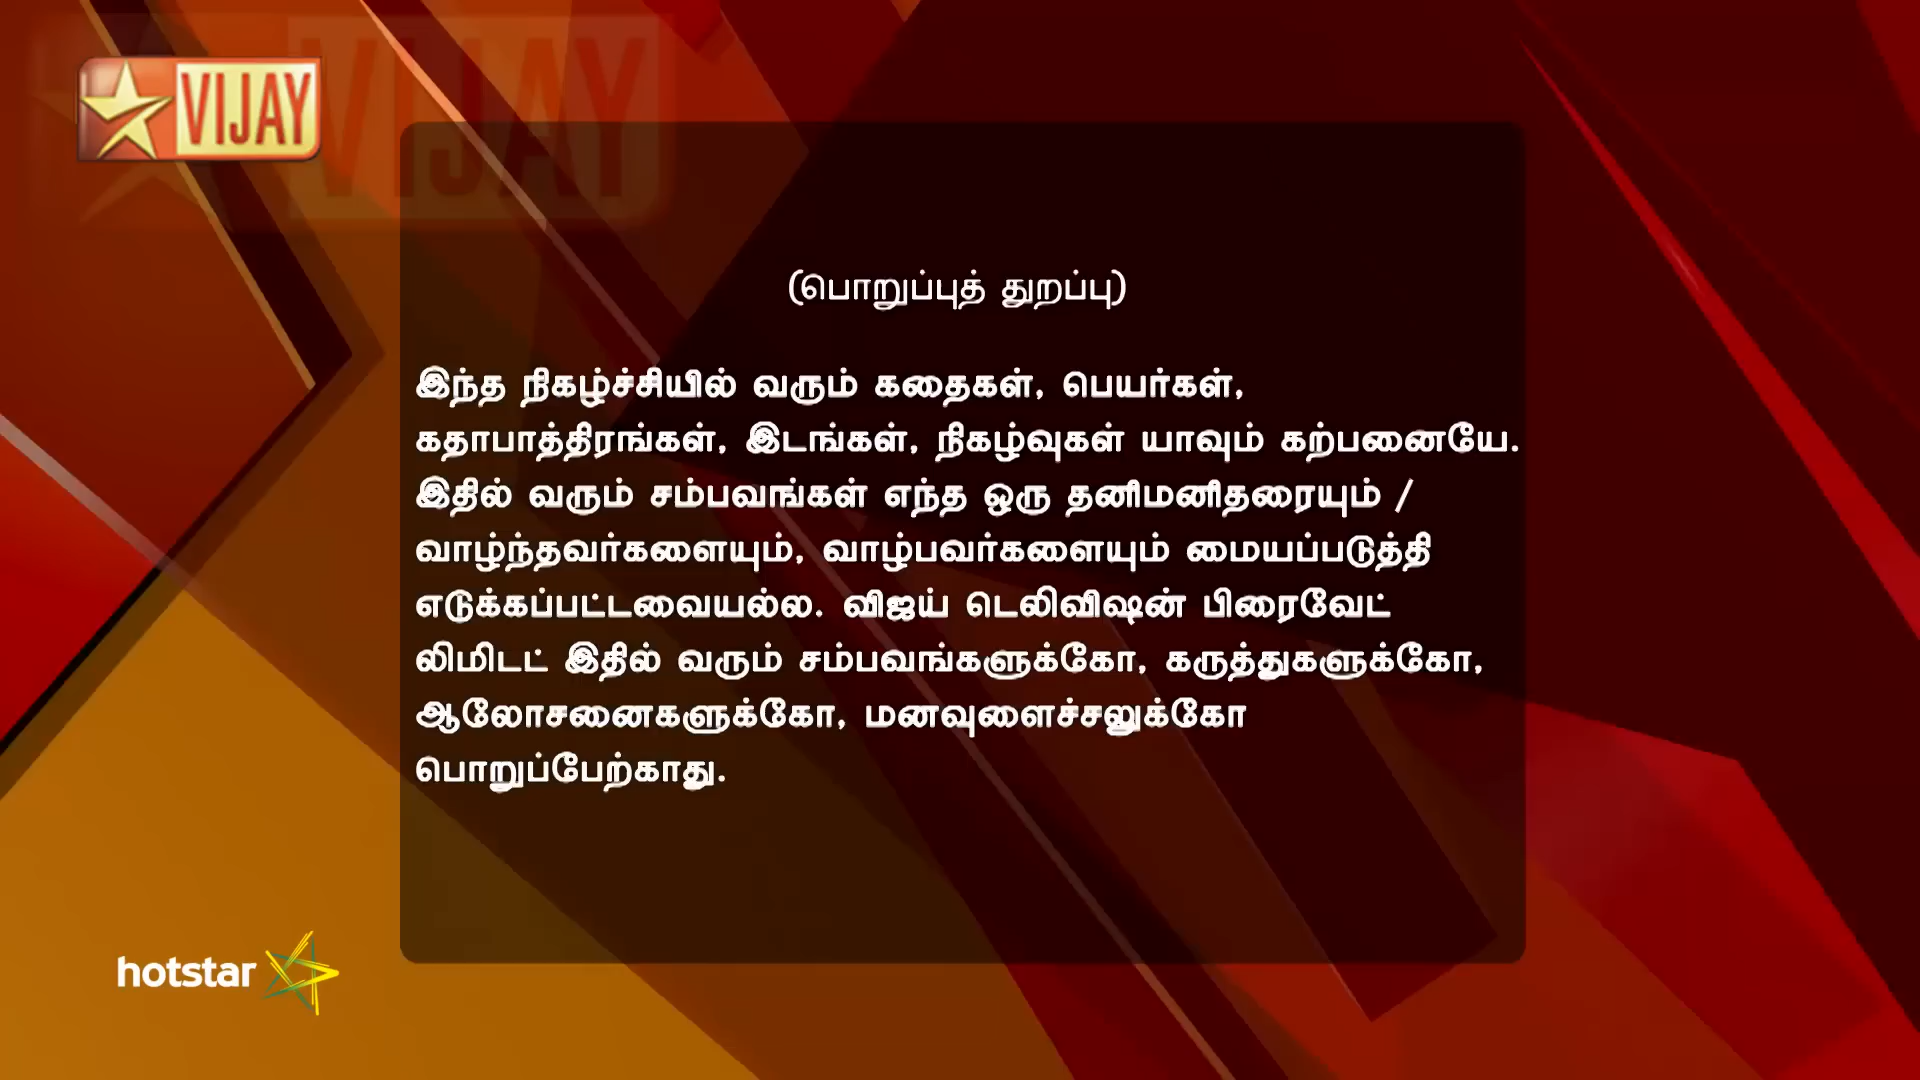 VIJAY
VIJAY
(பொறுப்புத் துறப்பு)
இந்த நிகழ்ச்சியில் வரும் கதைகள், பெயர்கள்,
கதாபாத்திரங்கள், இடங்கள், நிகழ்வுகள் யாவும் கற்பனையே.
இதில் வரும் சம்பவங்கள் எந்த ஒரு தனிமனிதரையும் /
வாழ்ந்தவர்களையும், வாழ்பவர்களையும் மையப்படுத்தி
எடுக்கப்பட்டவையல்ல. விஜய் டெலிவிஷன் பிரைவேட்
லிமிடட் இதில் வரும் சம்பவங்களுக்கோ, கருத்துகளுக்கோ,
ஆலோசனைகளுக்கோ, மனவுளைச்சலுக்கோ
பொறுப்பேற்காது.
hotstar